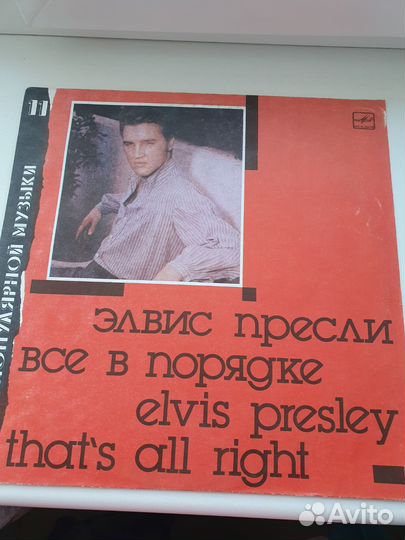 11
популярной музыки
элвис пресли
все в порядке
elvis presley
that's all right
Avito